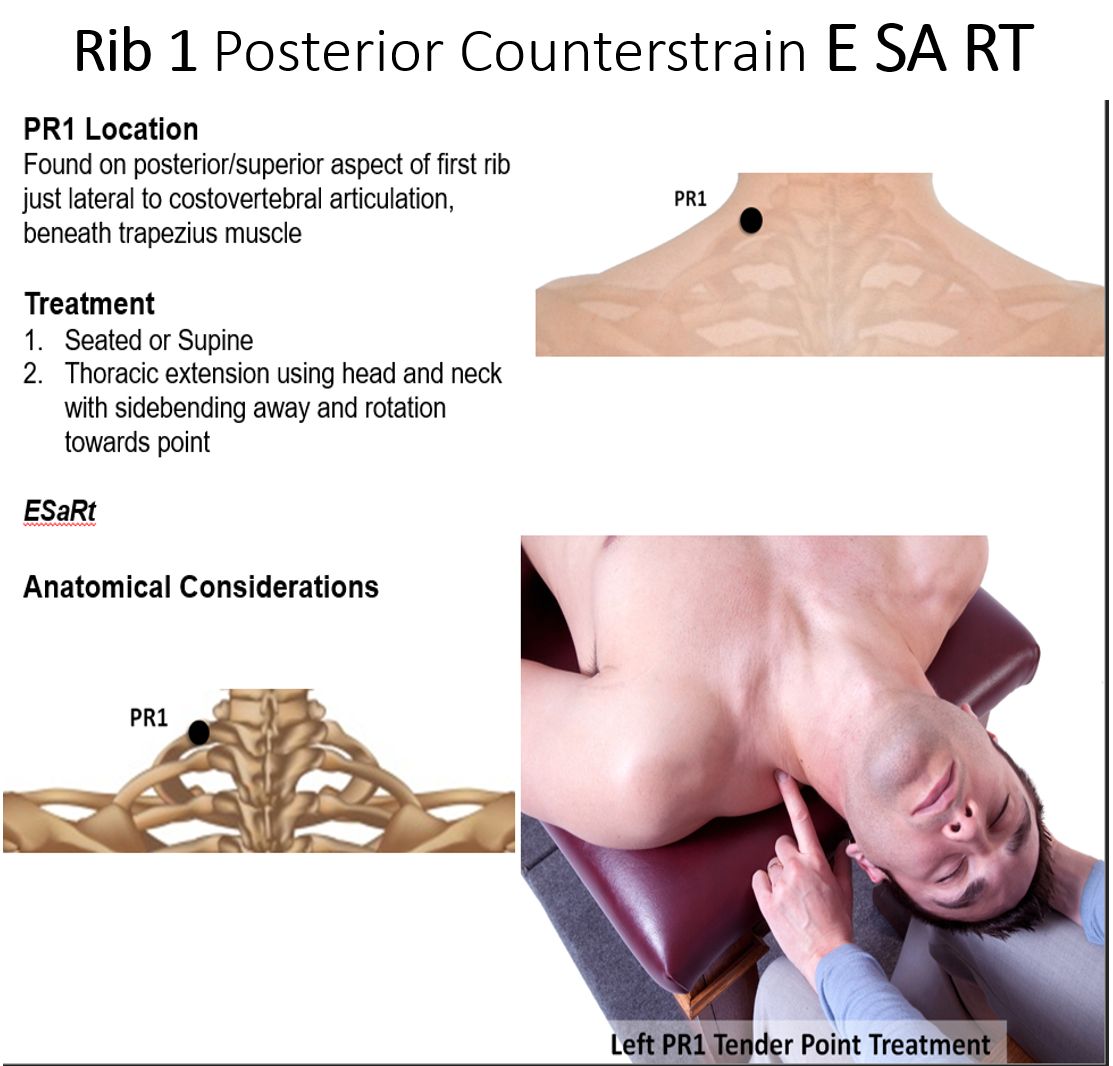 Rib 1 Posterior Counterstrain E SA RT
PR1 Location
Found on posterior/superior aspect of first rib
just lateral to costovertebral articulation,
beneath trapezius muscle
PR1
Treatment
1. Seated or Supine
2. Thoracic extension using head and neck
with sidebending away and rotation
towards point
ESaRt
Anatomical Considerations
PR1
Left PR1 Tender Point Treatment